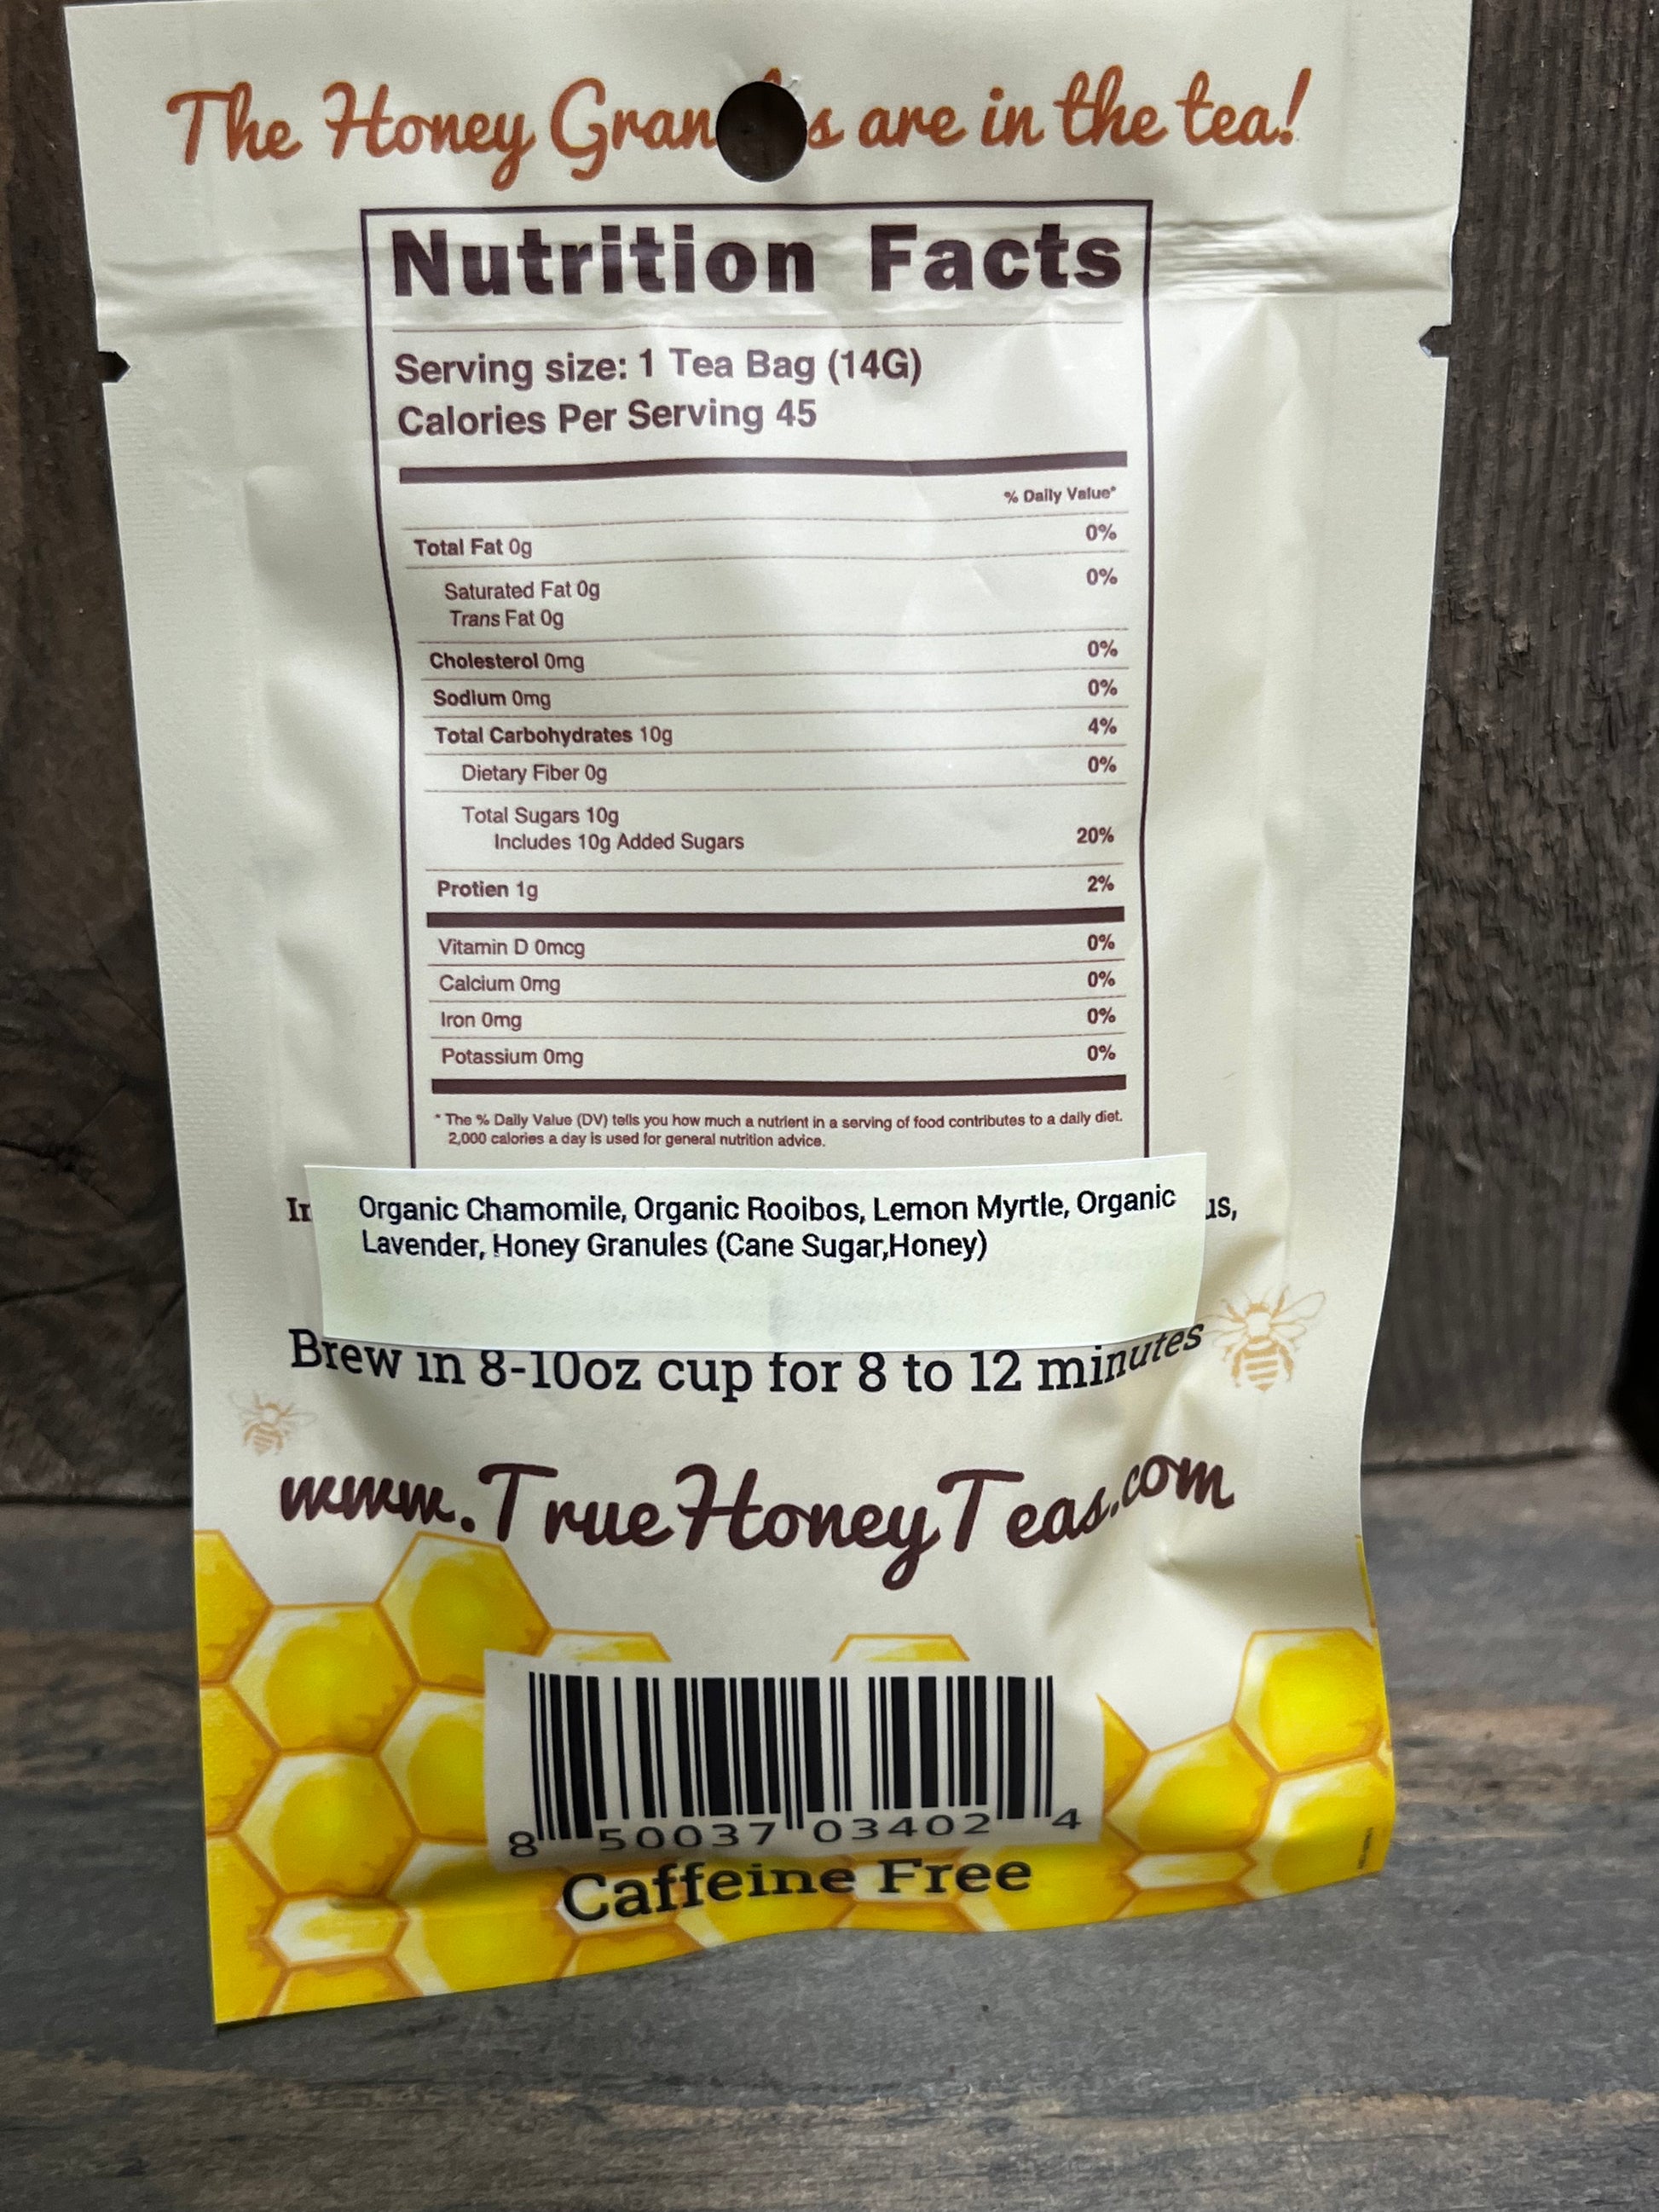 The Honey are in the tea!
Nutrition Facts
Serving size: 1 Tea Bag (14G)
Calories Per Serving 45
% Daily Value*
Total Fat 0g 0%
Saturated Fat 0g 0%
Trans Fat 0g
Cholesterol 0mg 0%
Sodium 0mg 0%
Total Carbohydrates 10g 4%
Dietary Fiber 0g 0%
Total Sugars 10g
Includes 10g Added Sugars 20%
Protien 1g 2%
Vitamin D 0mcg 0%
Calcium 0mg 0%
Iron 0mg 0%
Potassium 0mg 0%
* The % Daily Value (DV) tells you how much a nutrient in a serving of food contributes to a daily diet.
2,000 calories a day is used for general nutrition advice.
Organic Chamomile, Organic Rooibos, Lemon Myrtle, Organic
Lavender, Honey Granules (Cane Sugar,Honey)
Brew in 8-10oz cup for 8 to 12 minutes
www.TrueHoneyTeas.com
8 50037 03402 4
Caffeine Free